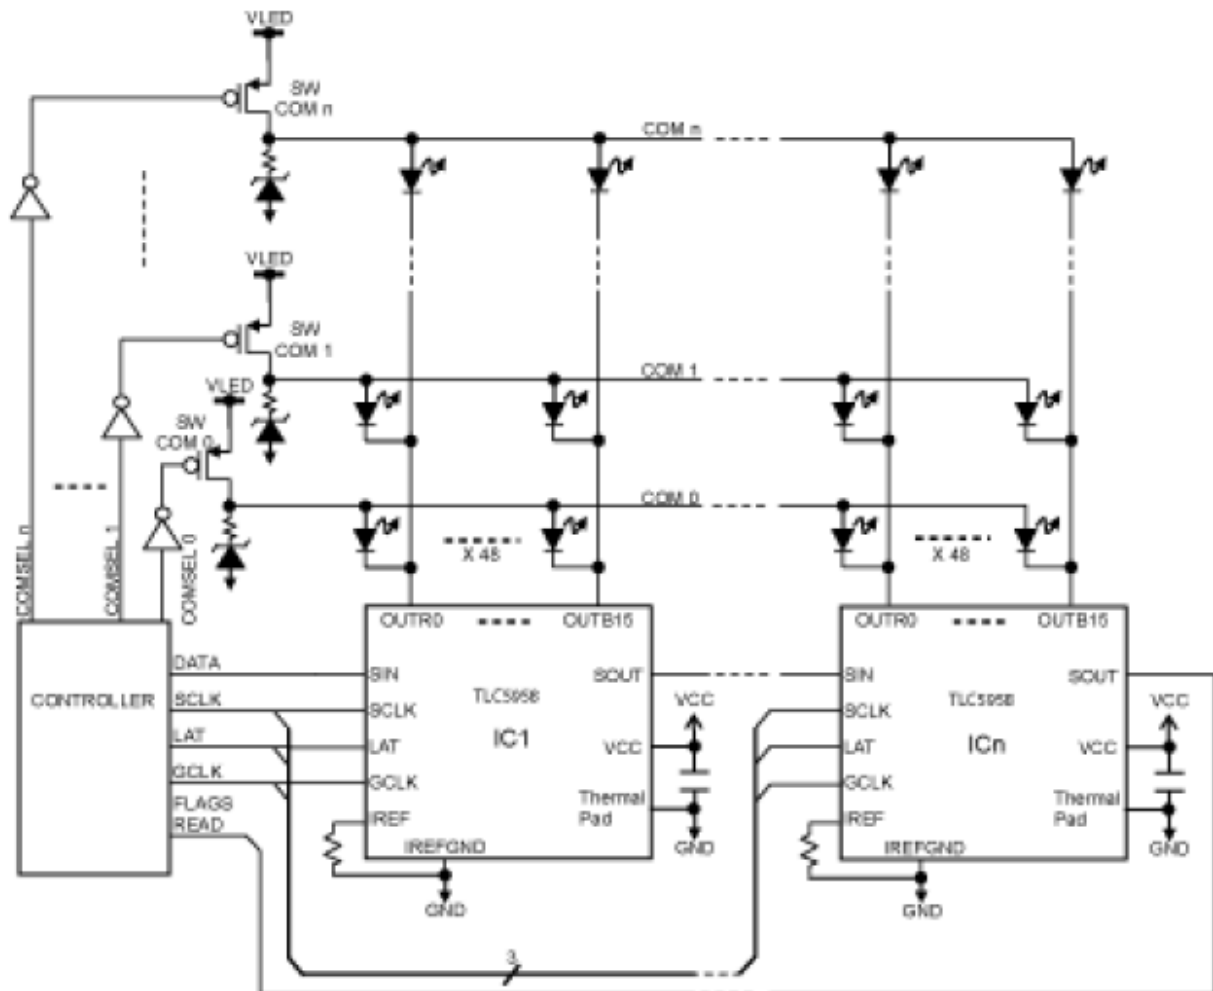 VLED
SW
COM n
COM n
VLED
SW
COM 1
COM 1
VLED
SW
COM 0
COM 0
X 48
X 48
COMSEL n
COMSEL 1
COMSEL 0
OUTR0
OUTB15
OUTR0
OUTB15
CONTROLLER
DATA
SCLK
LAT
GCLK
FLAGS
READ
SIN
SCLK
LAT
GCLK
IREF
IREFGND
TLC5958
IC1
SOUT
VCC
Thermal
Pad
VCC
GND
GND
SIN
SCLK
LAT
GCLK
IREF
IREFGND
TLC5958
ICn
SOUT
VCC
Thermal
Pad
VCC
GND
GND
3